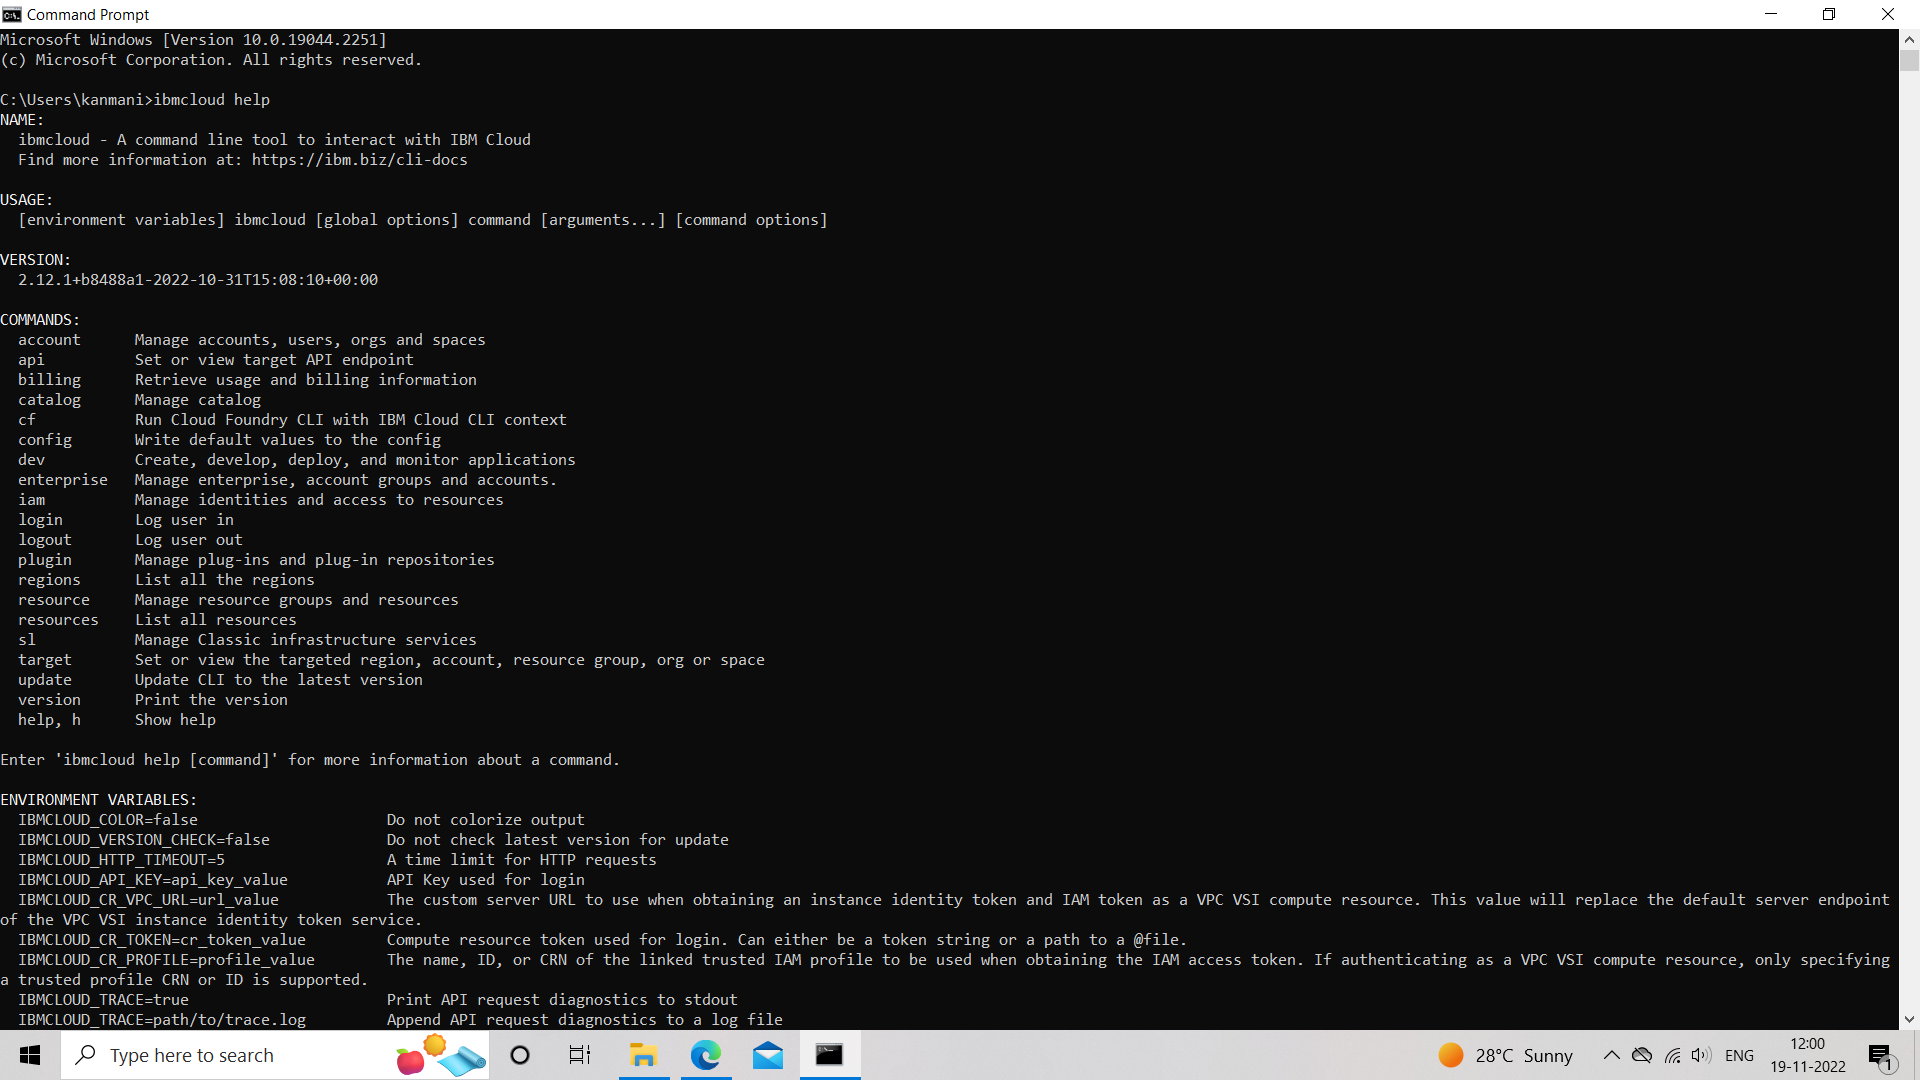 Command Prompt
Microsoft Windows [Version 10.0.19044.2251]
(c) Microsoft Corporation. All rights reserved.
C:\Users\kanmani>ibmcloud help
NAME:
  ibmcloud - A command line tool to interact with IBM Cloud
  Find more information at: https://ibm.biz/cli-docs
USAGE:
  [environment variables] ibmcloud [global options] command [arguments...] [command options]
VERSION:
  2.12.1+b8488a1-2022-10-31T15:08:10+00:00
COMMANDS:
  account      Manage accounts, users, orgs and spaces
  api          Set or view target API endpoint
  billing      Retrieve usage and billing information
  catalog      Manage catalog
  cf           Run Cloud Foundry CLI with IBM Cloud CLI context
  config       Write default values to the config
  dev          Create, develop, deploy, and monitor applications
  enterprise   Manage enterprise, account groups and accounts.
  iam          Manage identities and access to resources
  login        Log user in
  logout       Log user out
  plugin       Manage plug-ins and plug-in repositories
  regions      List all the regions
  resource     Manage resource groups and resources
  resources    List all resources
  sl           Manage Classic infrastructure services
  target       Set or view the targeted region, account, resource group, org or space
  update       Update CLI to the latest version
  version      Print the version
  help, h      Show help
Enter 'ibmcloud help [command]' for more information about a command.
ENVIRONMENT VARIABLES:
  IBMCLOUD_COLOR=false                     Do not colorize output
  IBMCLOUD_VERSION_CHECK=false             Do not check latest version for update
  IBMCLOUD_HTTP_TIMEOUT=5                  A time limit for HTTP requests
  IBMCLOUD_API_KEY=api_key_value           API Key used for login
  IBMCLOUD_CR_VPC_URL=url_value            The custom server URL to use when obtaining an instance identity token and IAM token as a VPC VSI compute resource. This value will replace the default server endpoint
of the VPC VSI instance identity token service.
  IBMCLOUD_CR_TOKEN=cr_token_value         Compute resource token used for login. Can either be a token string or a path to a @file.
  IBMCLOUD_CR_PROFILE=profile_value        The name, ID, or CRN of the linked trusted IAM profile to be used when obtaining the IAM access token. If authenticating as a VPC VSI compute resource, only specifying
a trusted profile CRN or ID is supported.
  IBMCLOUD_TRACE=true                      Print API request diagnostics to stdout
  IBMCLOUD_TRACE=path/to/trace.log         Append API request diagnostics to a log file
Type here to search
28°C Sunny
ENG
12:00
19-11-2022
1